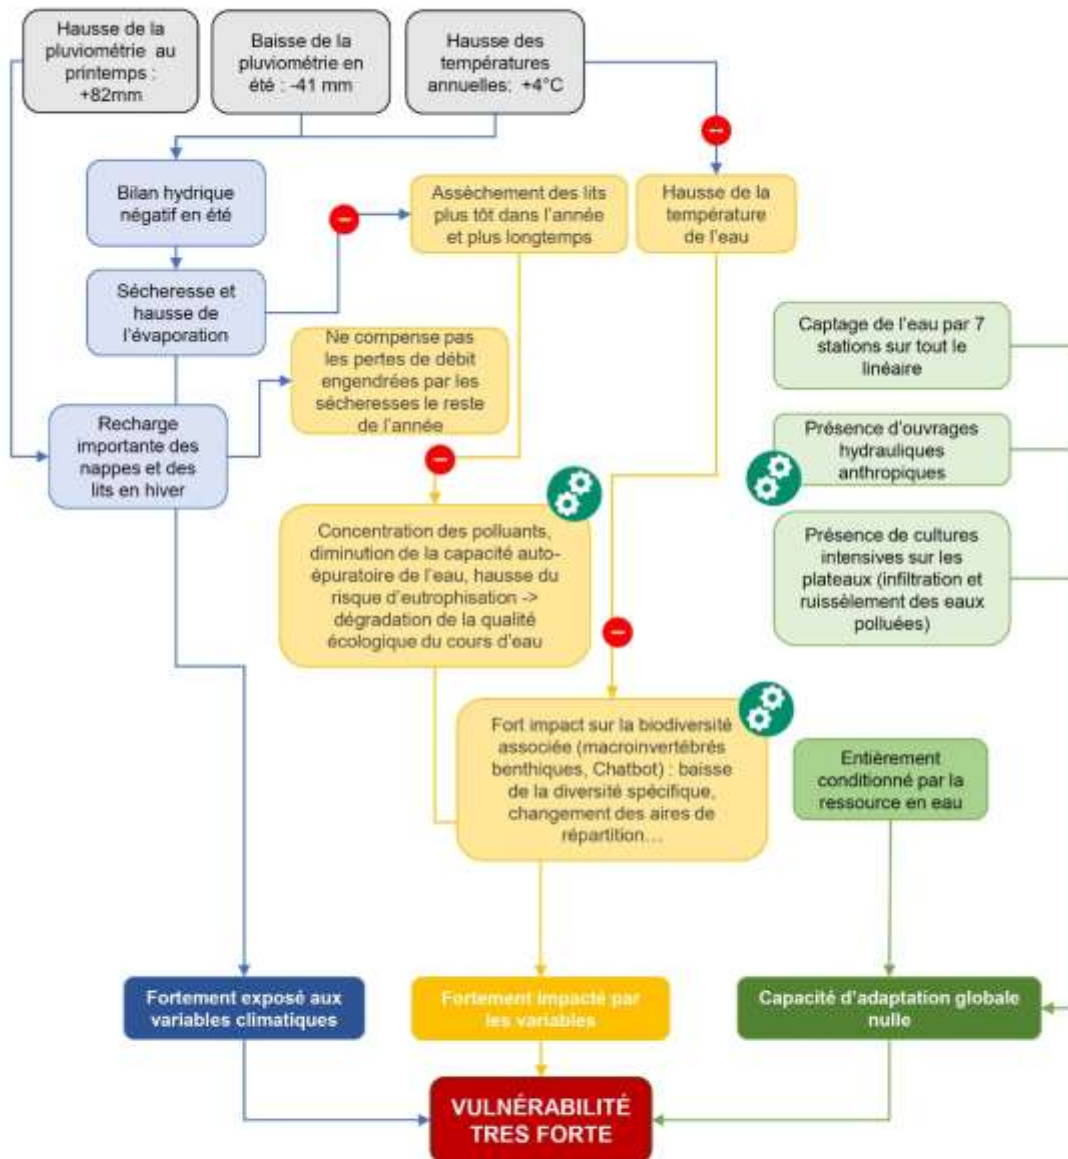 Hausse de la
pluviométrie au
printemps :
+82mm
Baisse de la
pluviométrie en
été : -41 mm
Hausse des
températures
annuelles: +4°C
Bilan hydrique
négatif en été
Assèchement des lits
plus tôt dans l'année
et plus longtemps
Hausse de la
température
de l'eau
Sécheresse et
hausse de
l'évaporation
Ne compense pas
les pertes de débit
engendrées par les
sécheresses le reste
de l'année
Captage de l'eau par 7
stations sur tout le
linéaire
Recharge
importante des
nappes et des
lits en hiver
Présence d'ouvrages
hydrauliques
anthropiques
Concentration des polluants,
diminution de la capacité auto-
épuratoire de l'eau, hausse du
risque d'eutrophisation ->
dégradation de la qualité
écologique du cours d'eau
Présence de cultures
intensives sur les
plateaux (infiltration et
ruissèlement des eaux
polluées)
Fort impact sur la biodiversité
associée (macroinvertébrés
benthiques, Chatbot) : baisse
de la diversité spécifique,
changement des aires de
répartition…
Entièrement
conditionné par la
ressource en eau
Fortement exposé aux
variables climatiques
Fortement impacté par
les variables
Capacité d'adaptation globale
nulle
VULNÉRABILITÉ
TRES FORTE